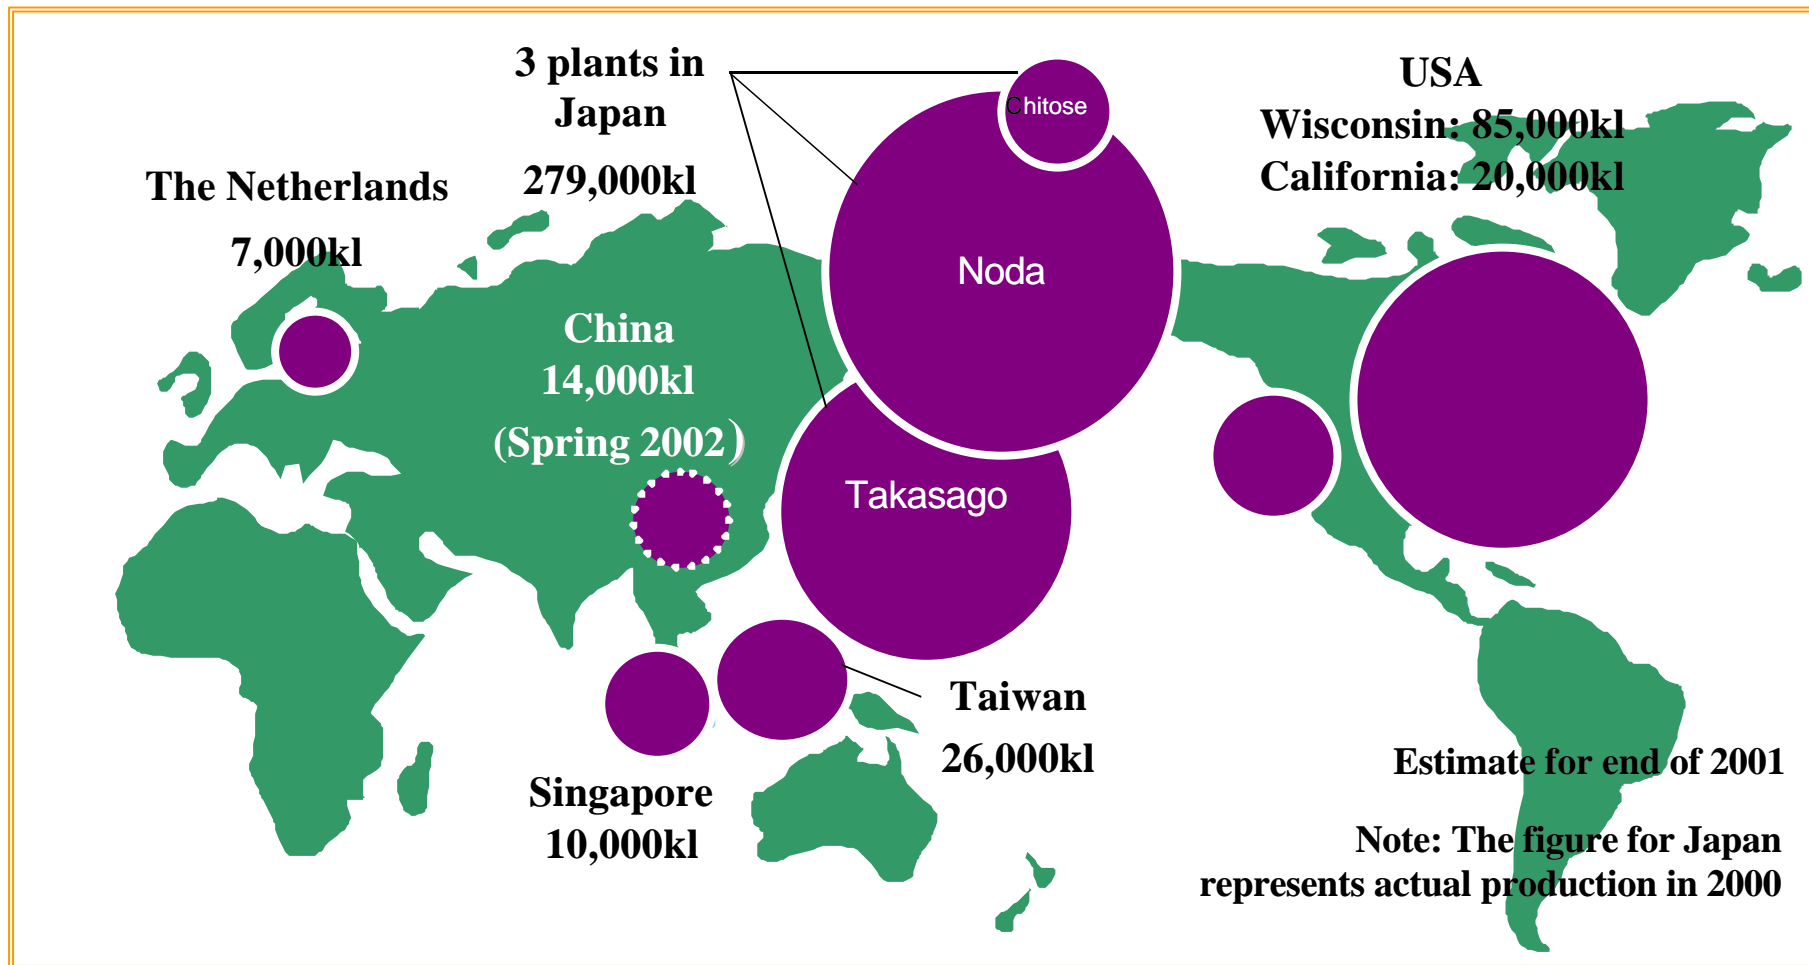 3 plants in
Japan
279,000kl
Chitose
USA
Wisconsin: 85,000kl
California: 20,000kl
The Netherlands
7,000kl
Noda
China
14,000kl
(Spring 2002)
Takasago
Taiwan
26,000kl
Singapore
10,000kl
Estimate for end of 2001
Note: The figure for Japan
represents actual production in 2000